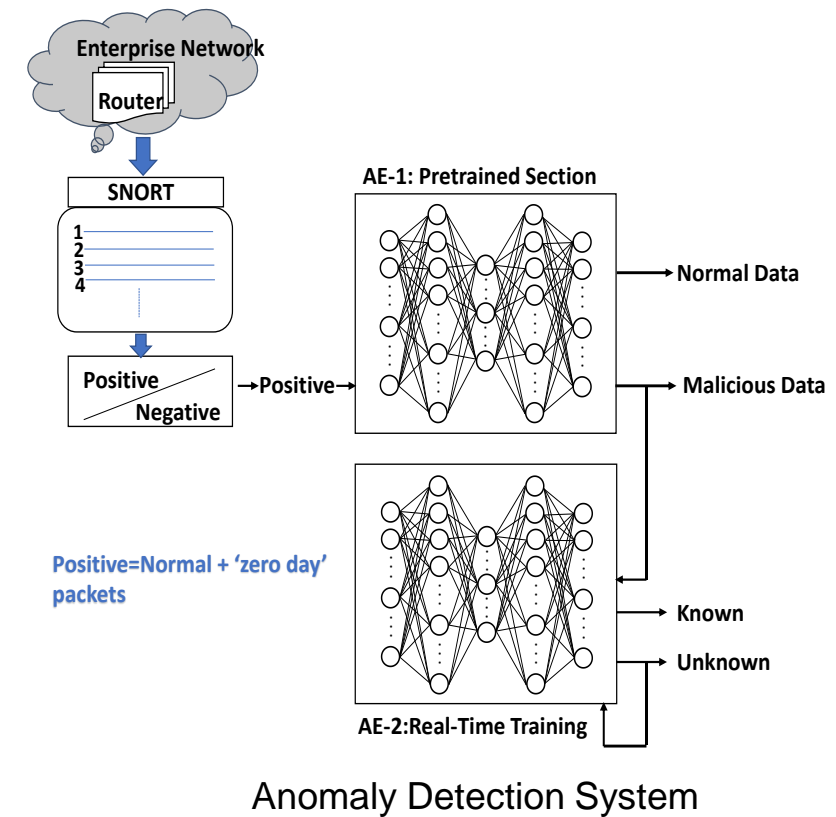 Enterprise Network
Router
SNORT
1
2
3
4
Positive
Negative
Positive
AE-1: Pretrained Section
Normal Data
Malicious Data
Positive=Normal + ‘zero day’
packets
Known
Unknown
AE-2:Real-Time Training
Anomaly Detection System